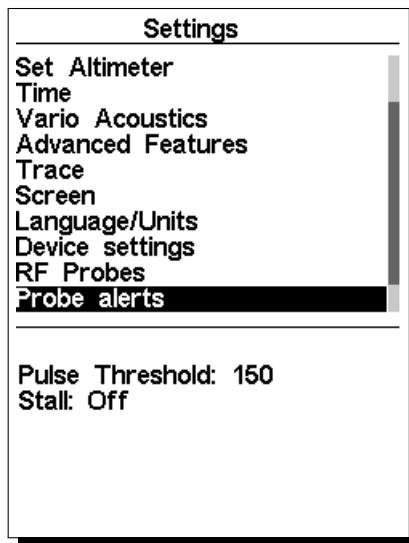 Settings
Set Altimeter
Time
Vario Acoustics
Advanced Features
Trace
Screen
Language/Units
Device settings
RF Probes
Probe alerts
Pulse Threshold: 150
Stall: Off